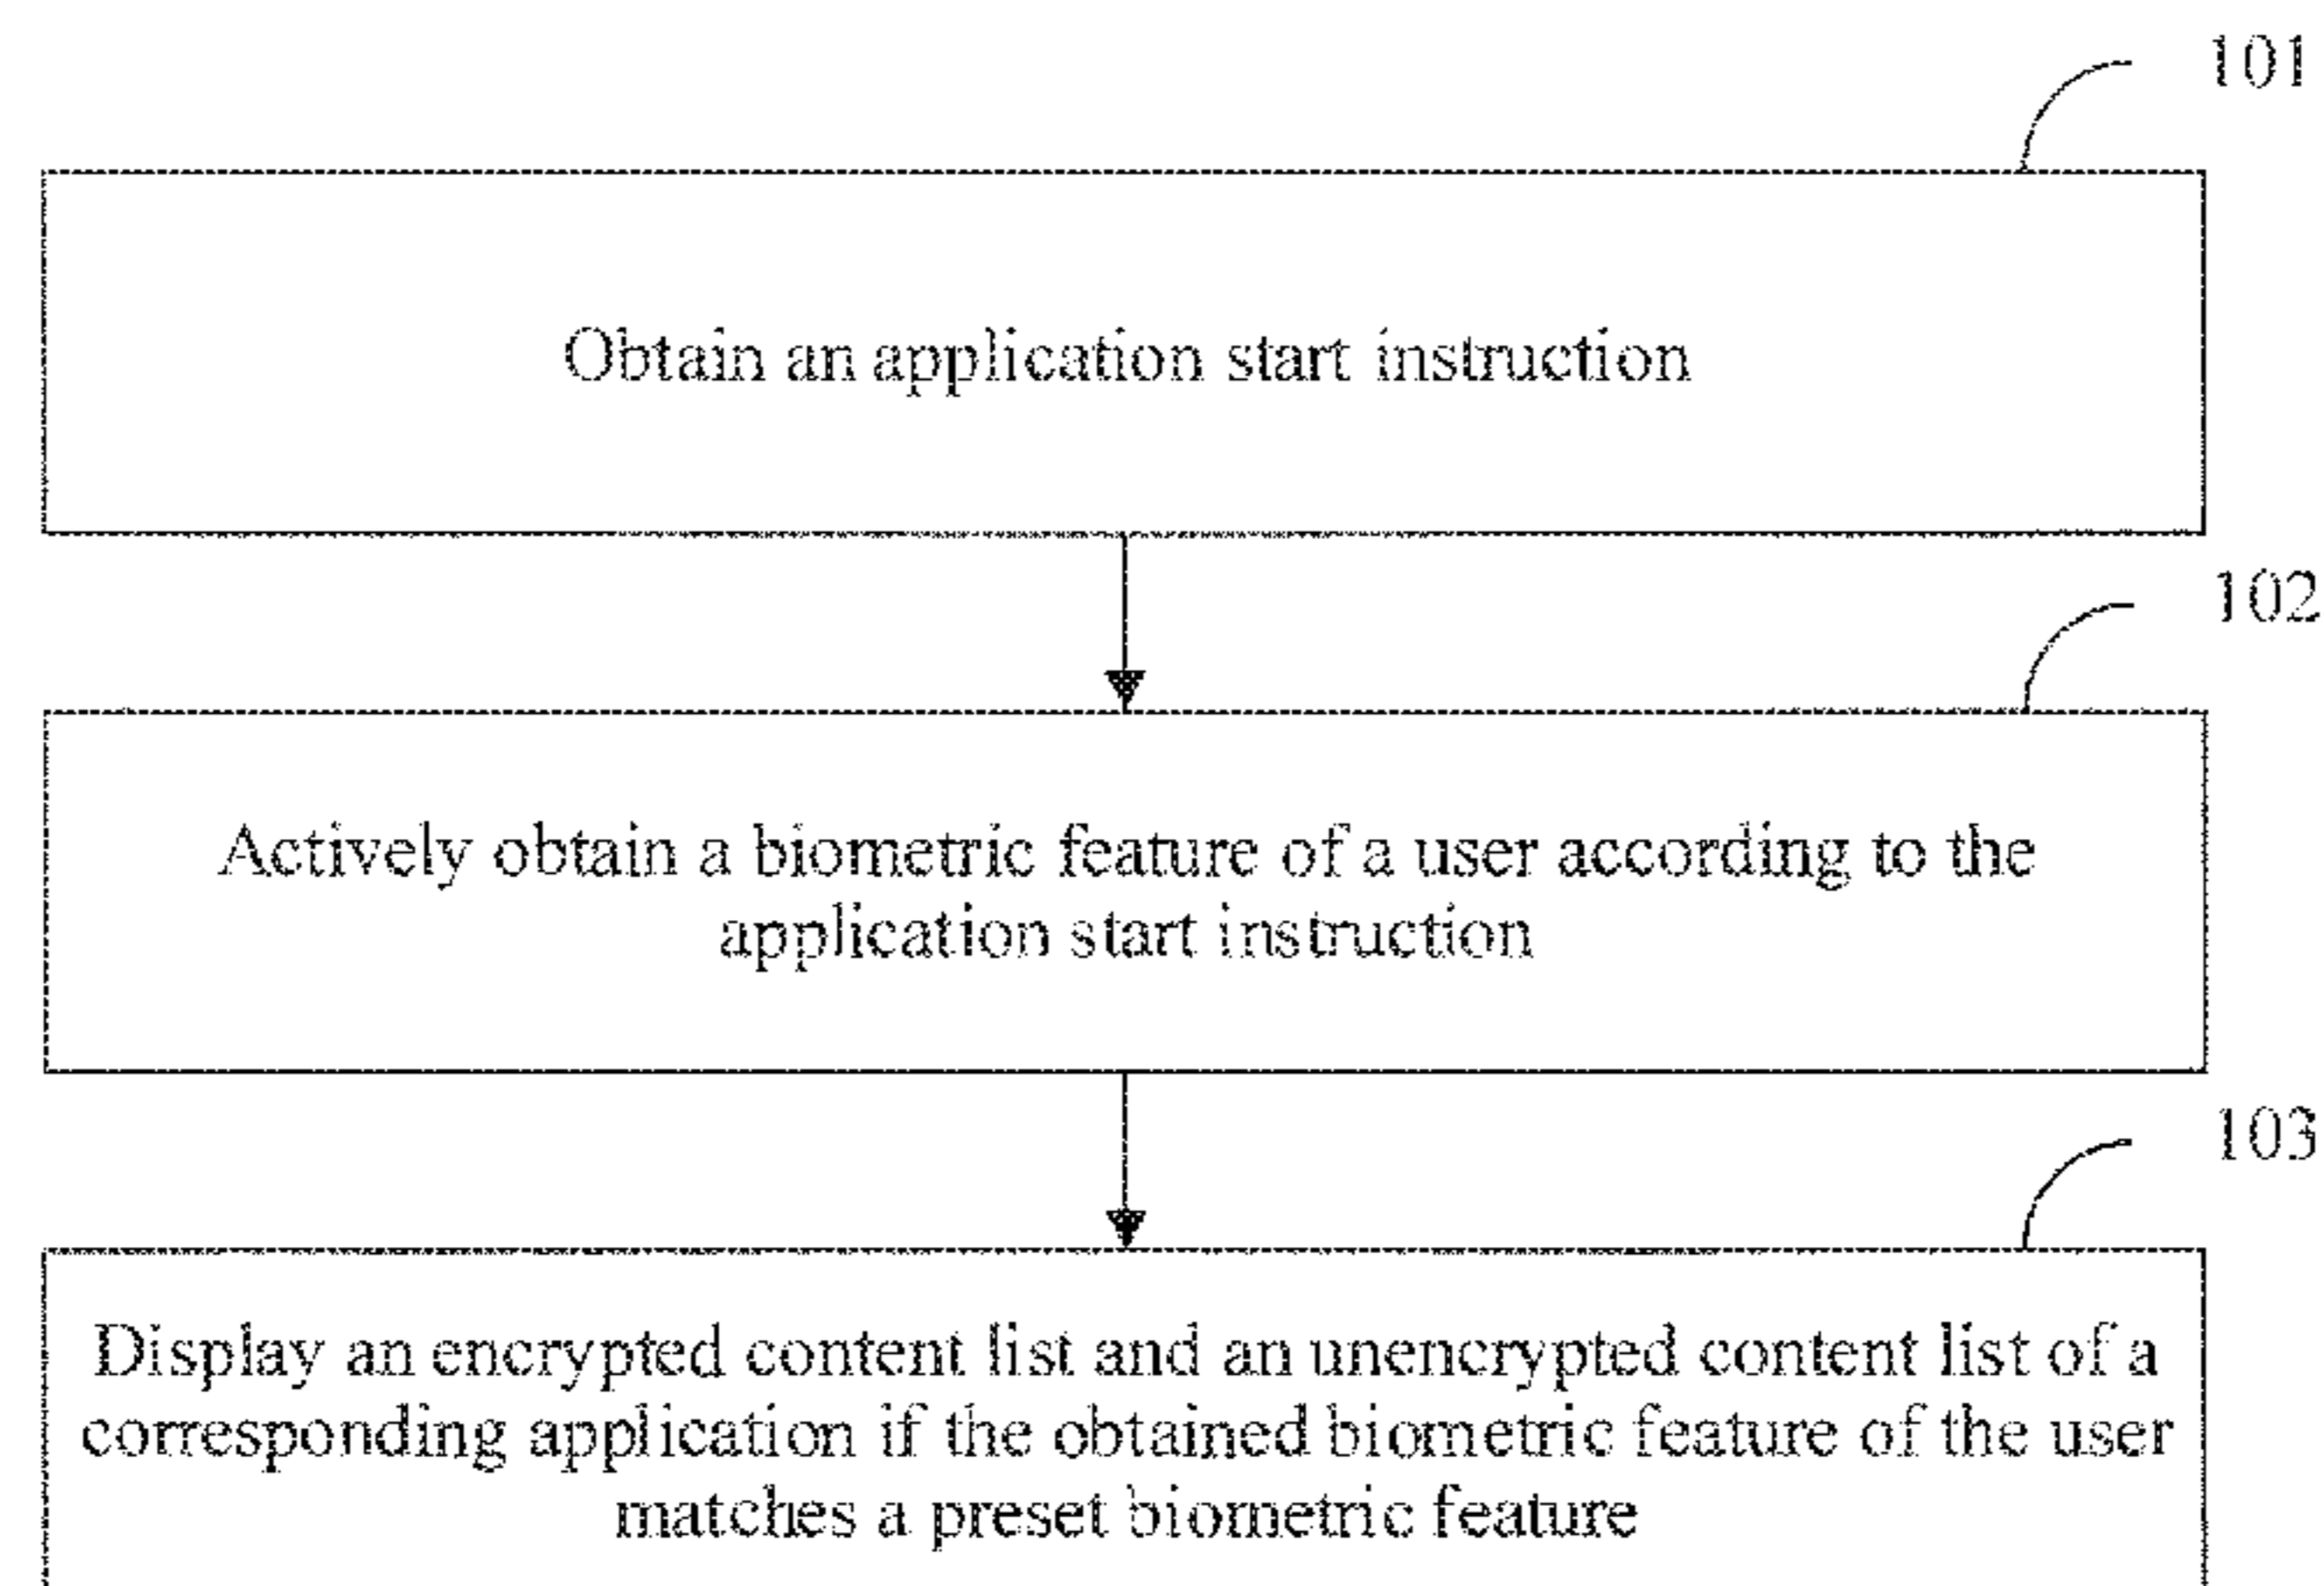 101
Obtain an application start instruction
102
Actively obtain a biometric feature of a user according to the
application start instruction
103
Display an encrypted content list and an unencrypted content list of a
corresponding application if the obtained biometric feature of the user
matches a preset biometric feature